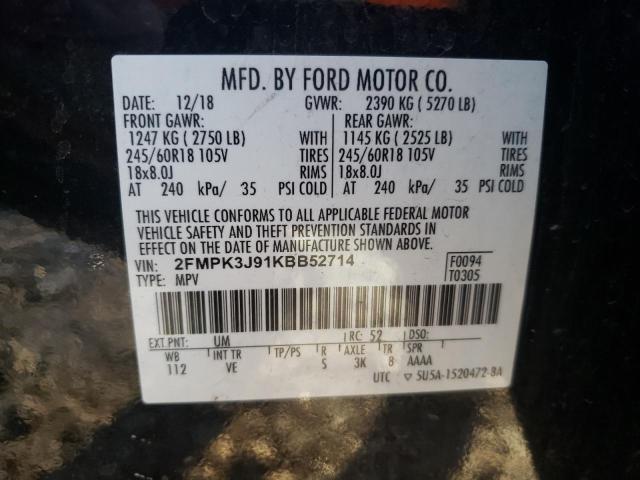 MFD. BY FORD MOTOR CO.
DATE: 12/18 GVWR: 2390 KG ( 5270 LB)
FRONT GAWR: REAR GAWR:
1247 KG ( 2750 LB) WITH 1145 KG ( 2525 LB) WITH
245/60R18 105V TIRES 245/60R18 105V TIRES
18x8.0J RIMS 18x8.0J RIMS
AT 240 kPa/ 35 PSI COLD AT 240 kPa/ 35 PSI COLD
THIS VEHICLE CONFORMS TO ALL APPLICABLE FEDERAL MOTOR
VEHICLE SAFETY AND THEFT PREVENTION STANDARDS IN
EFFECT ON THE DATE OF MANUFACTURE SHOWN ABOVE.
VIN: 2FMPK3J91KBB52714 F0094
TYPE: MPV T0305
EXT PNT: UM RC: 52 DSO:
WB INT TR TP/PS R AXLE TR SPR
112 VE S 3K 8 AAAA
UTC ▽ 5U5A-1520472-BA